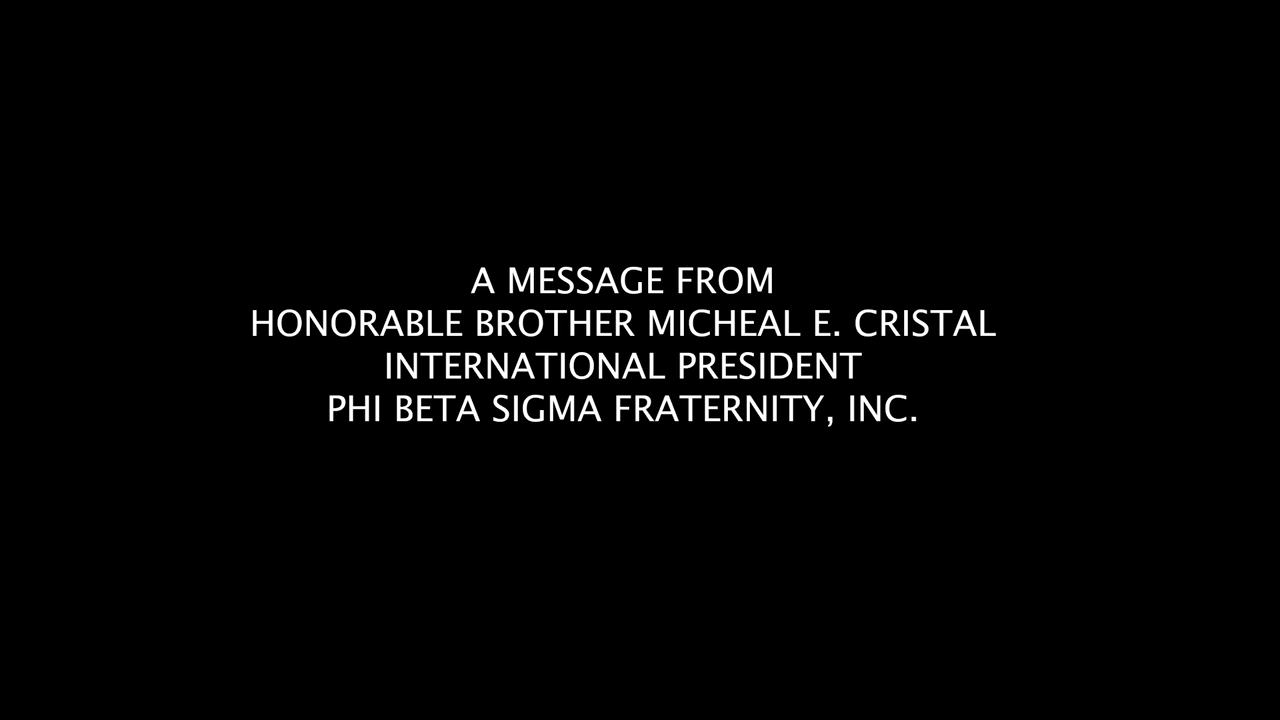 A MESSAGE FROM
HONORABLE BROTHER MICHEAL E. CRISTAL
INTERNATIONAL PRESIDENT
PHI BETA SIGMA FRATERNITY, INC.